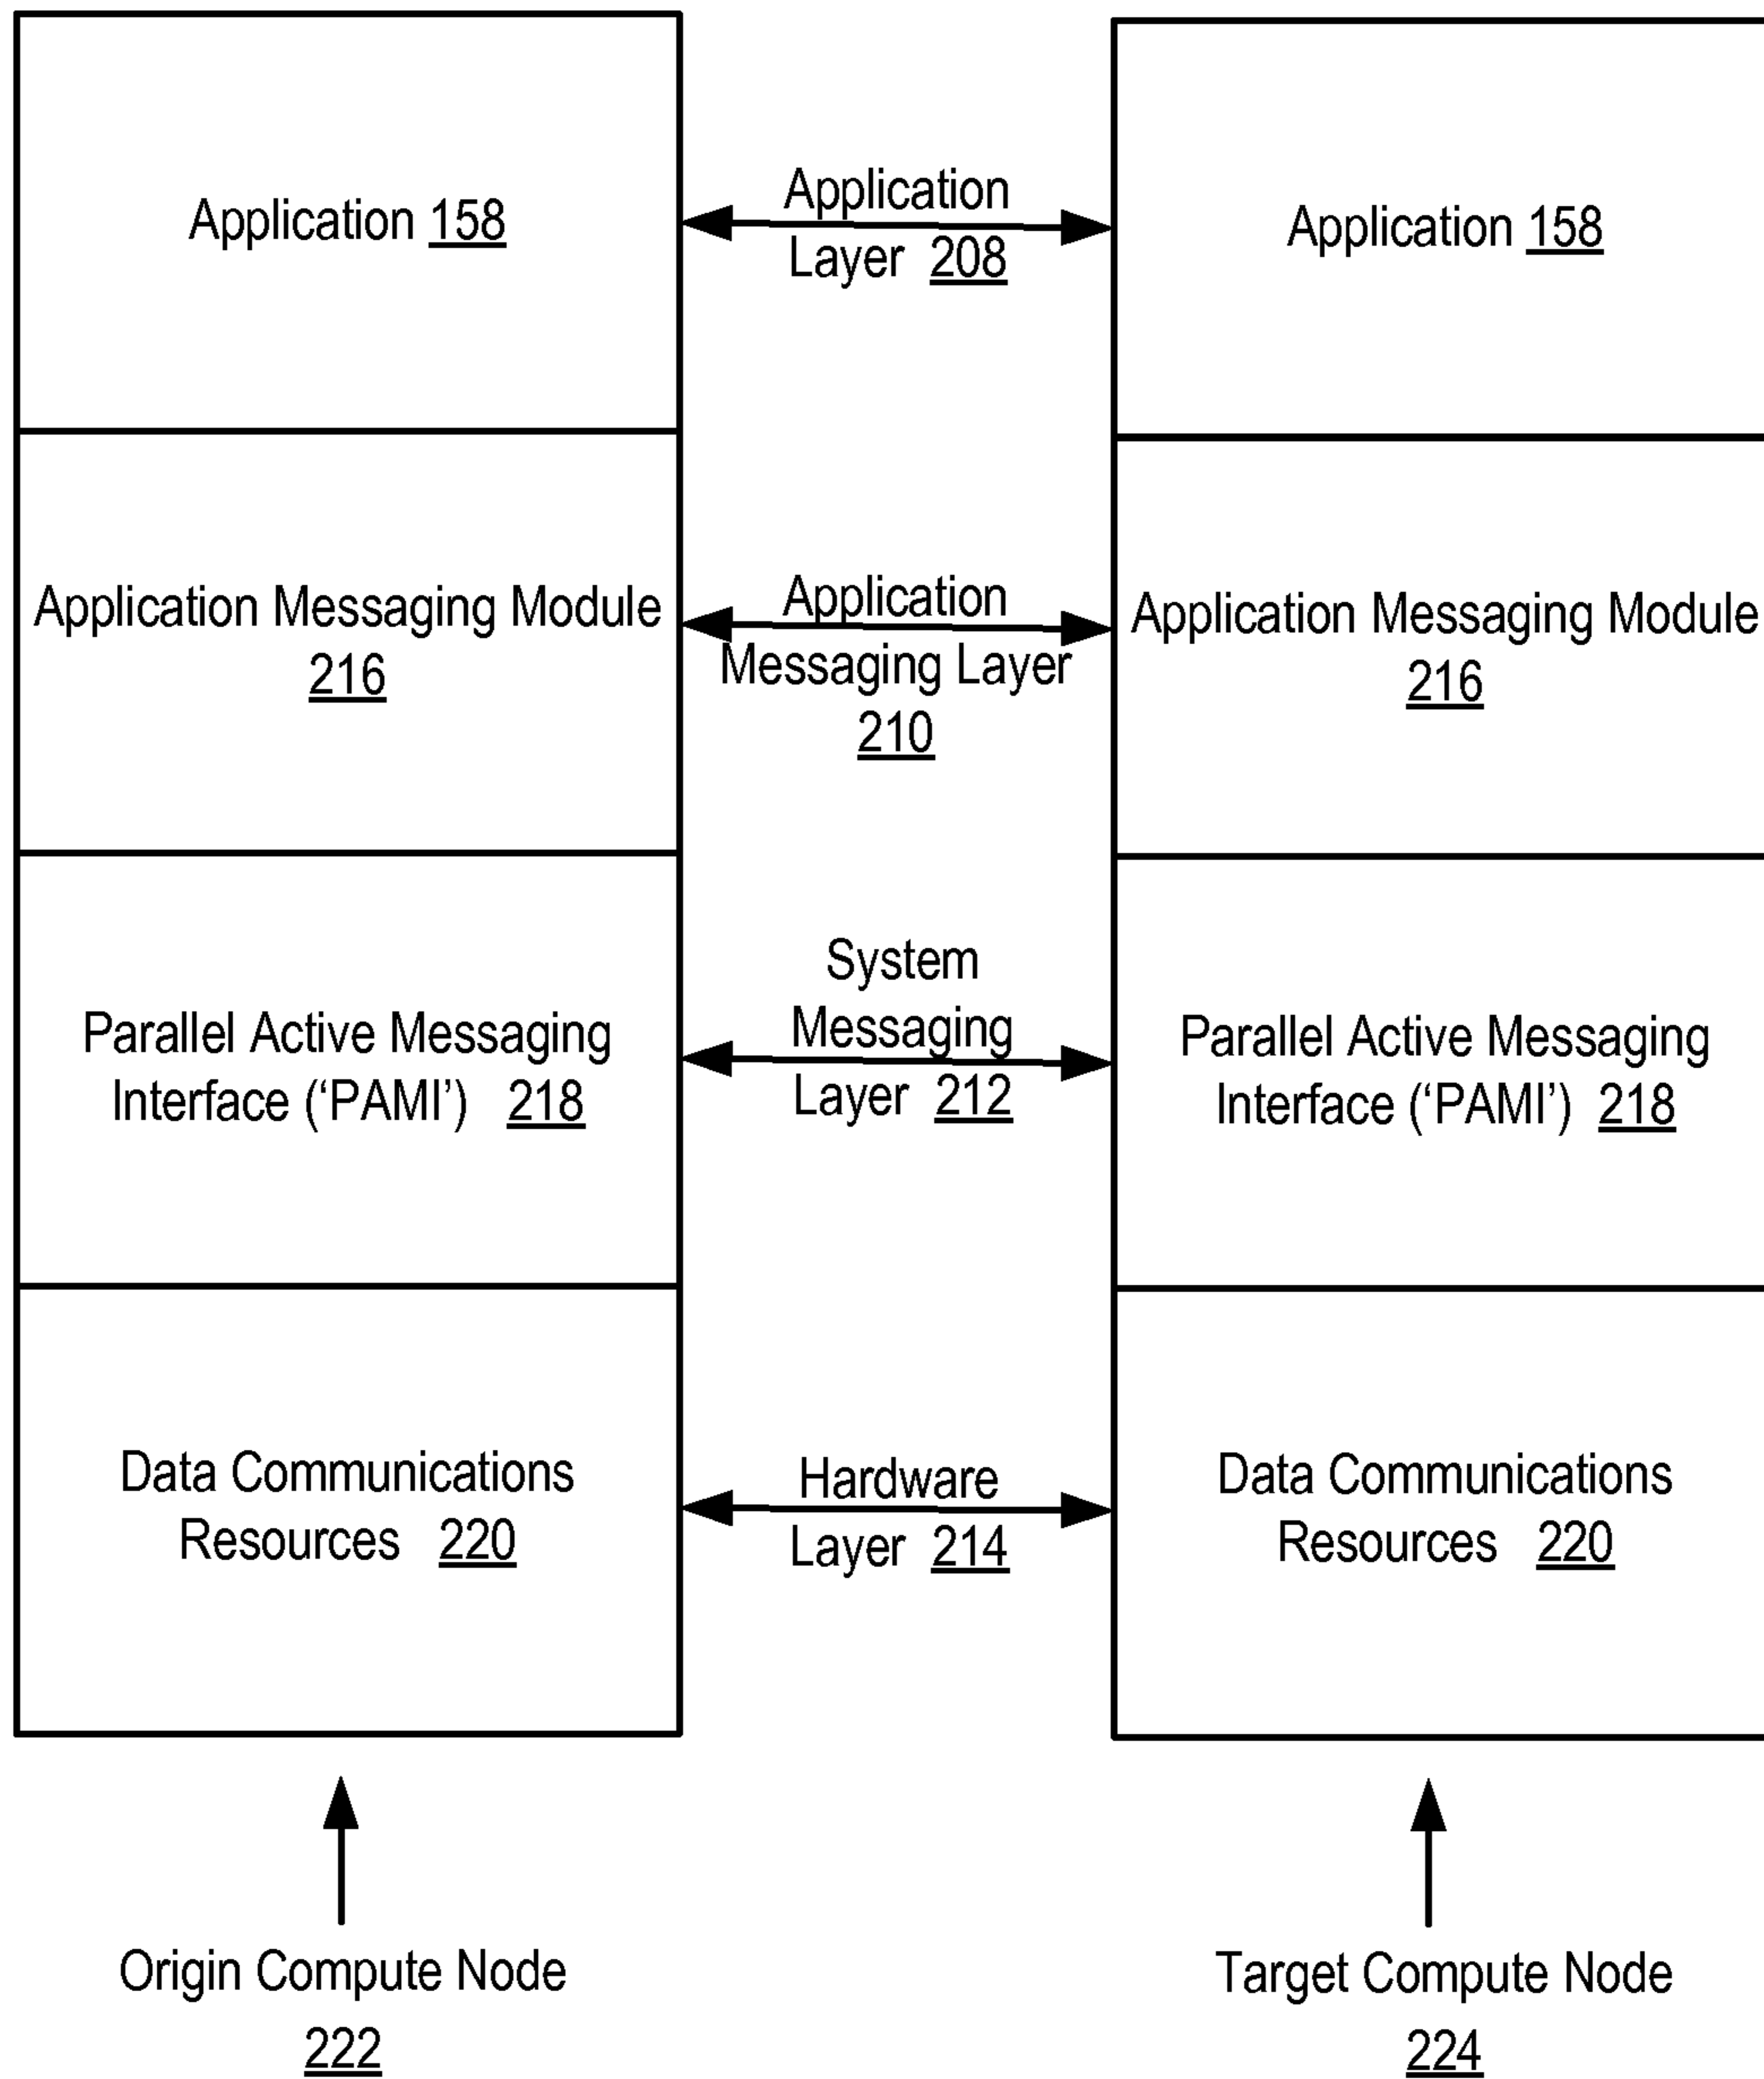 Application 158
Application
Layer 208
Application 158
Application Messaging Module
216
Application
Messaging Layer
210
Application Messaging Module
216
Parallel Active Messaging
Interface (‘PAMI’) 218
System
Messaging
Layer 212
Parallel Active Messaging
Interface (‘PAMI’) 218
Data Communications
Resources 220
Hardware
Layer 214
Data Communications
Resources 220
Origin Compute Node
222
Target Compute Node
224